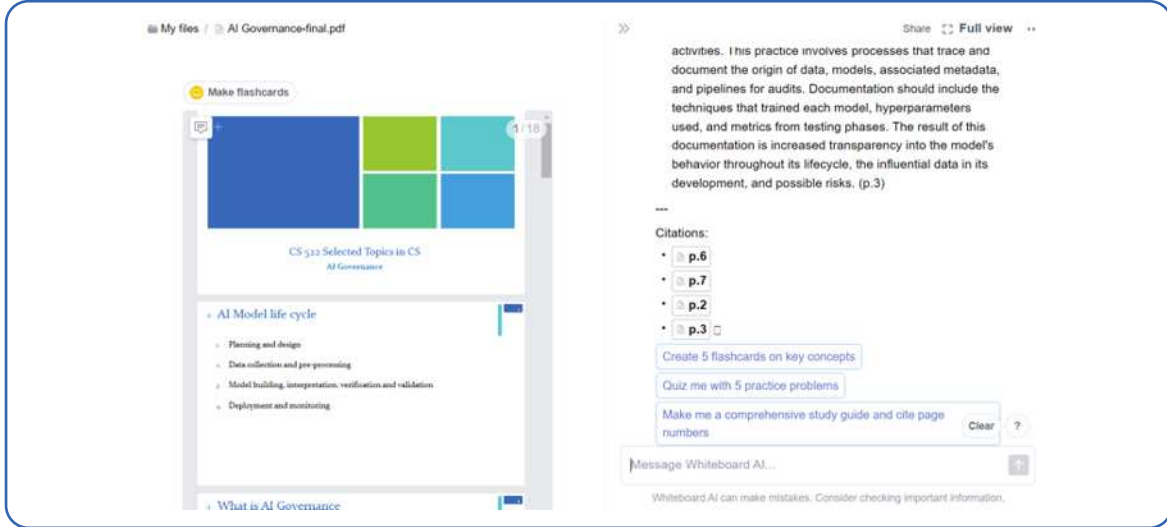 My files / AI Governance-final.pdf
Share Full view ..
Make flashcards
1 / 18
CS 522 Selected Topics in CS
AI Governance
+ AI Model life cycle
Planning and design
Data collection and pre-processing
Model building, interpretation, verification and validation
Deployment and monitoring
+ What is AI Governance
activities. This practice involves processes that trace and
document the origin of data, models, associated metadata,
and pipelines for audits. Documentation should include the
techniques that trained each model, hyperparameters
used, and metrics from testing phases. The result of this
documentation is increased transparency into the model's
behavior throughout its lifecycle, the influential data in its
development, and possible risks. (p.3)
---
Citations:
• p.6
• p.7
• p.2
• p.3
Create 5 flashcards on key concepts
Quiz me with 5 practice problems
Make me a comprehensive study guide and cite page
numbers
Clear ?
Message Whiteboard AI...
Whiteboard AI can make mistakes. Consider checking important information.